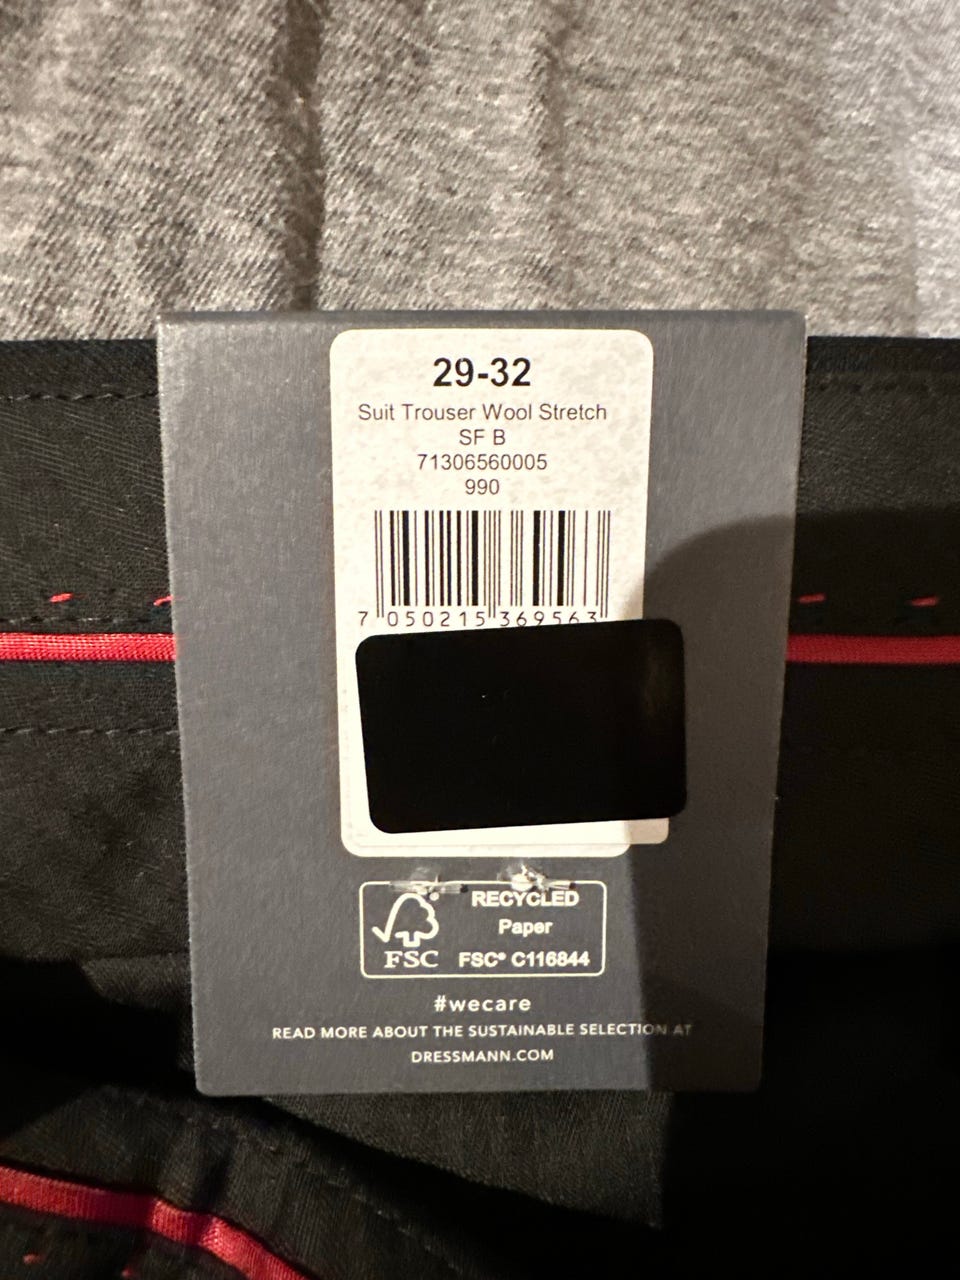 29-32
Suit Trouser Wool Stretch
SF B
71306560005
990
7 050215 369563
RECYCLED
Paper
FSC
FSC® C116844
#wecare
READ MORE ABOUT THE SUSTAINABLE SELECTION AT
DRESSMANN.COM